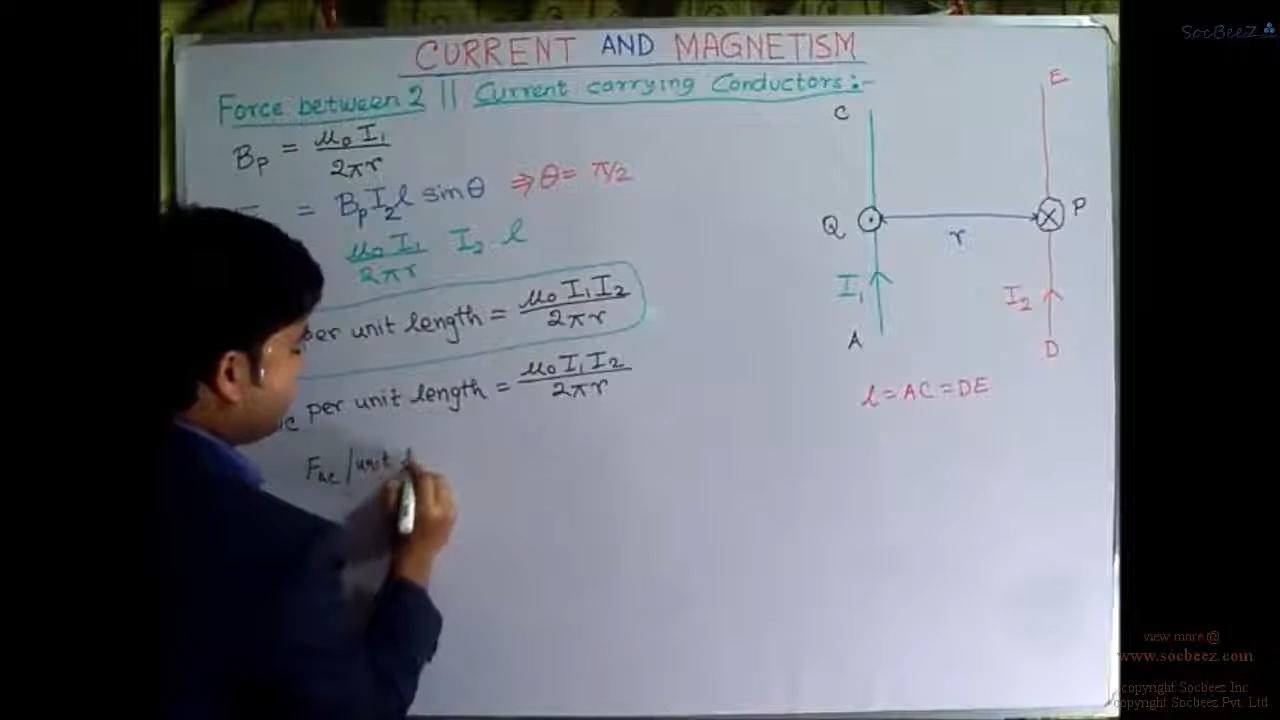 SocBeeZ
CURRENT AND MAGNETISM
Force between 2 || Current carrying Conductors:-
Bp = μ₀ I₁ / 2πr
= Bp I₂ l sinθ ⇒ θ = π/2
μ₀ I₁ / 2πr I₂ l
per unit length = μ₀ I₁ I₂ / 2πr
per unit length = μ₀ I₁ I₂ / 2πr
F_AC / unit
C
E
Q
P
r
I₁
I₂
A
D
l = AC = DE
view more @
www.socbeez.com
copyright Socbeez Inc
copyright Socbeez Pvt. Ltd